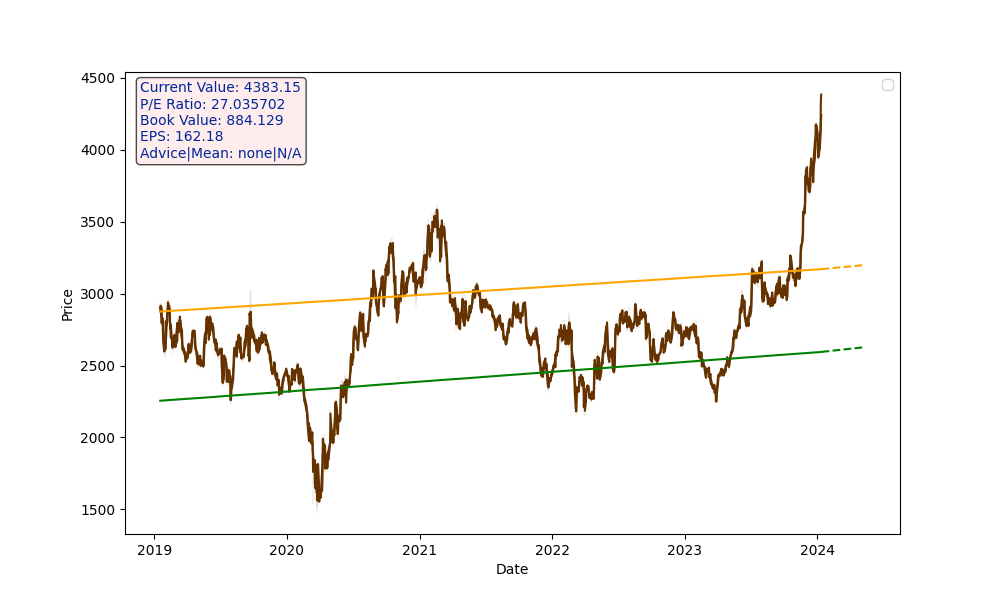 4500
4000
3500
3000
2500
2000
1500
Price
Current Value: 4383.15
P/E Ratio: 27.035702
Book Value: 884.129
EPS: 162.18
Advice|Mean: none|N/A
2019 2020 2021 2022 2023 2024
Date